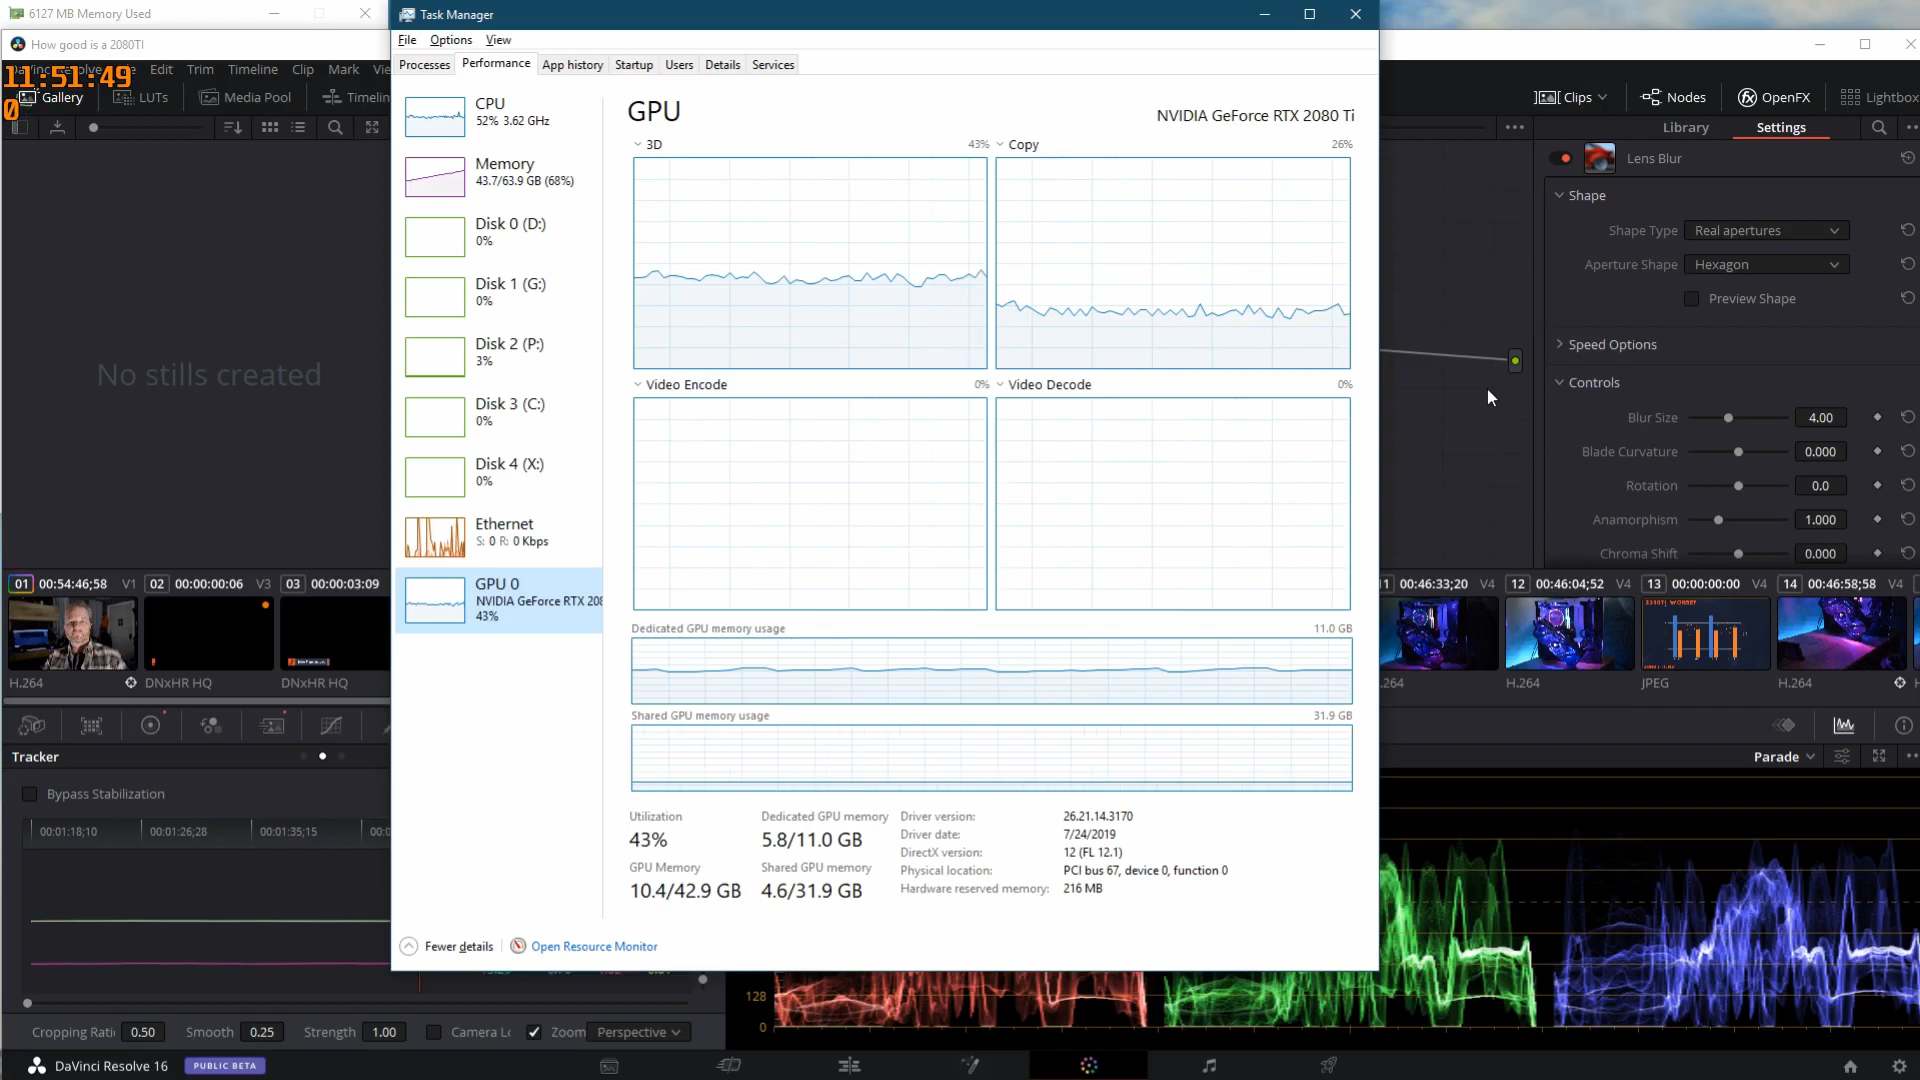 6127 MB Memory Used
How good is a 2080TI
11:51:49
0
Edit Trim Timeline Clip Mark
Gallery LUTs Media Pool
No stills created
Task Manager
File Options View
Processes Performance App history Startup Users Details Services
CPU
52% 3.62 GHz
Memory
43.7/63.9 GB (68%)
Disk 0 (D:)
0%
Disk 1 (G:)
0%
Disk 2 (P:)
3%
Disk 3 (C:)
0%
Disk 4 (X:)
0%
Ethernet
S: 0 R: 0 Kbps
GPU 0
NVIDIA GeForce RTX 208
43%
GPU NVIDIA GeForce RTX 2080 Ti
3D 43% Copy 26%
Video Encode 0% Video Decode 0%
Dedicated GPU memory usage 11.0 GB
Shared GPU memory usage 31.9 GB
Utilization
43%
Dedicated GPU memory
5.8/11.0 GB
GPU Memory
10.4/42.9 GB
Shared GPU memory
4.6/31.9 GB
Driver version: 26.21.14.3170
Driver date: 7/24/2019
DirectX version: 12 (FL 12.1)
Physical location: PCI bus 67, device 0, function 0
Hardware reserved memory: 216 MB
Fewer details Open Resource Monitor
Clips Nodes OpenFX Lightbox
Library Settings
Lens Blur
Shape
Shape Type Real apertures
Aperture Shape Hexagon
Preview Shape
Speed Options
Controls
Blur Size 4.00
Blade Curvature 0.000
Rotation 0.0
Anamorphism 1.000
Chroma Shift 0.000
01 00:54:46;58 V1 02 00:00:00:06 V3 03 00:00:03:09
H.264 DNxHR HQ DNxHR HQ
11 00:46:33;20 V4 12 00:46:04;52 V4 13 00:00:00:00 V4 14 00:46:58;58 V4
.264 H.264 JPEG H.264
Tracker
Bypass Stabilization
00:01:18;10 00:01:26;28 00:01:35;15 00:0
Cropping Rati 0.50 Smooth 0.25 Strength 1.00 Camera Lo Zoom Perspective
Parade
128
0
DaVinci Resolve 16 PUBLIC BETA